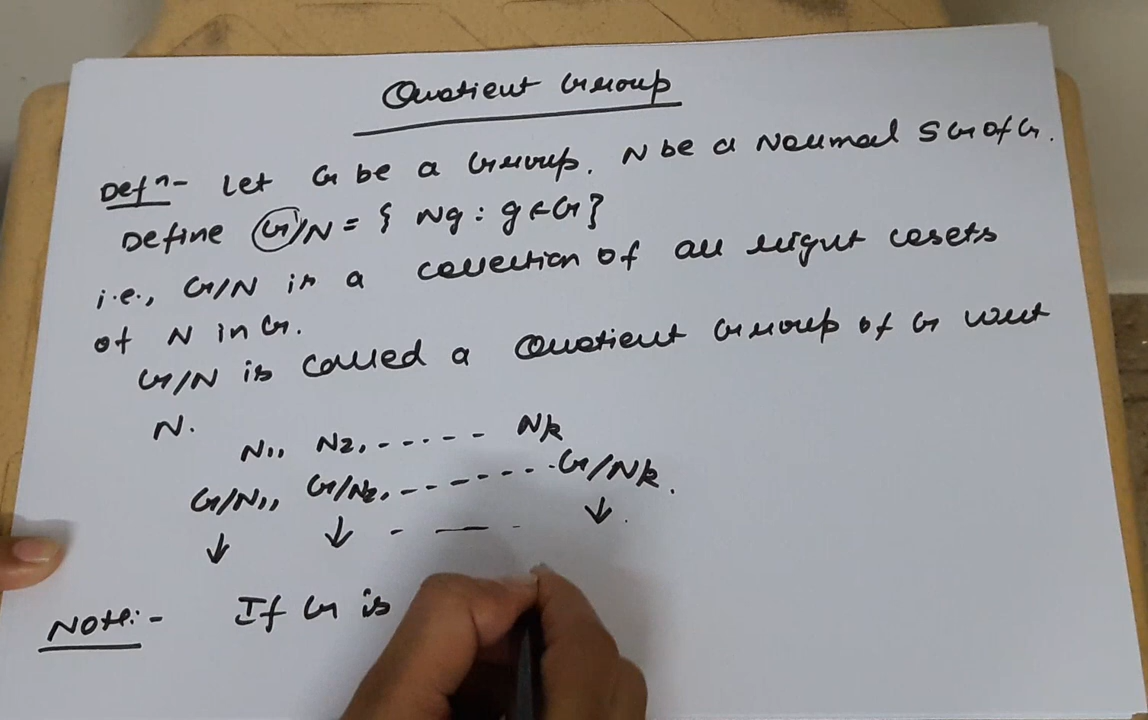 Quotient Group
Defn- Let G be a Group. N be a Normal SG of G.
Define G/N = { Ng : g ∈ G }
i.e., G/N is a collection of all right cosets
of N in G.
G/N is called a Quotient Group of G wrt
N.
N1, N2, ------ Nk
G/N1, G/N2, ------- G/Nk.
↓ ↓ - — - ↓.
Note:- If G is